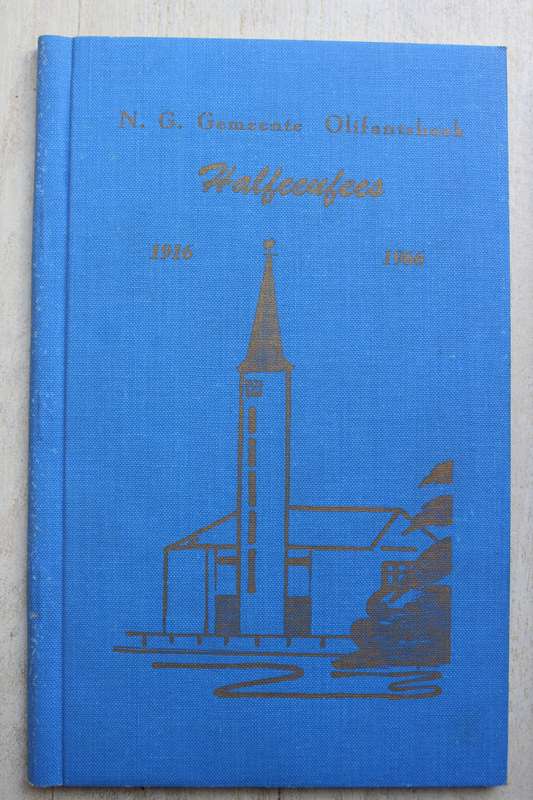 N. G. Gemeente Olifantshoek
Halfeeufees
1916 1966